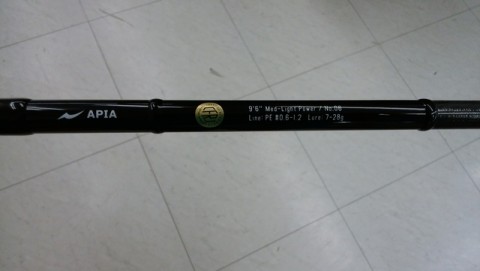 APIA
9'6" Med-Light Power / No.06
Line: PE #0.6-1.2 Lure: 7-28g